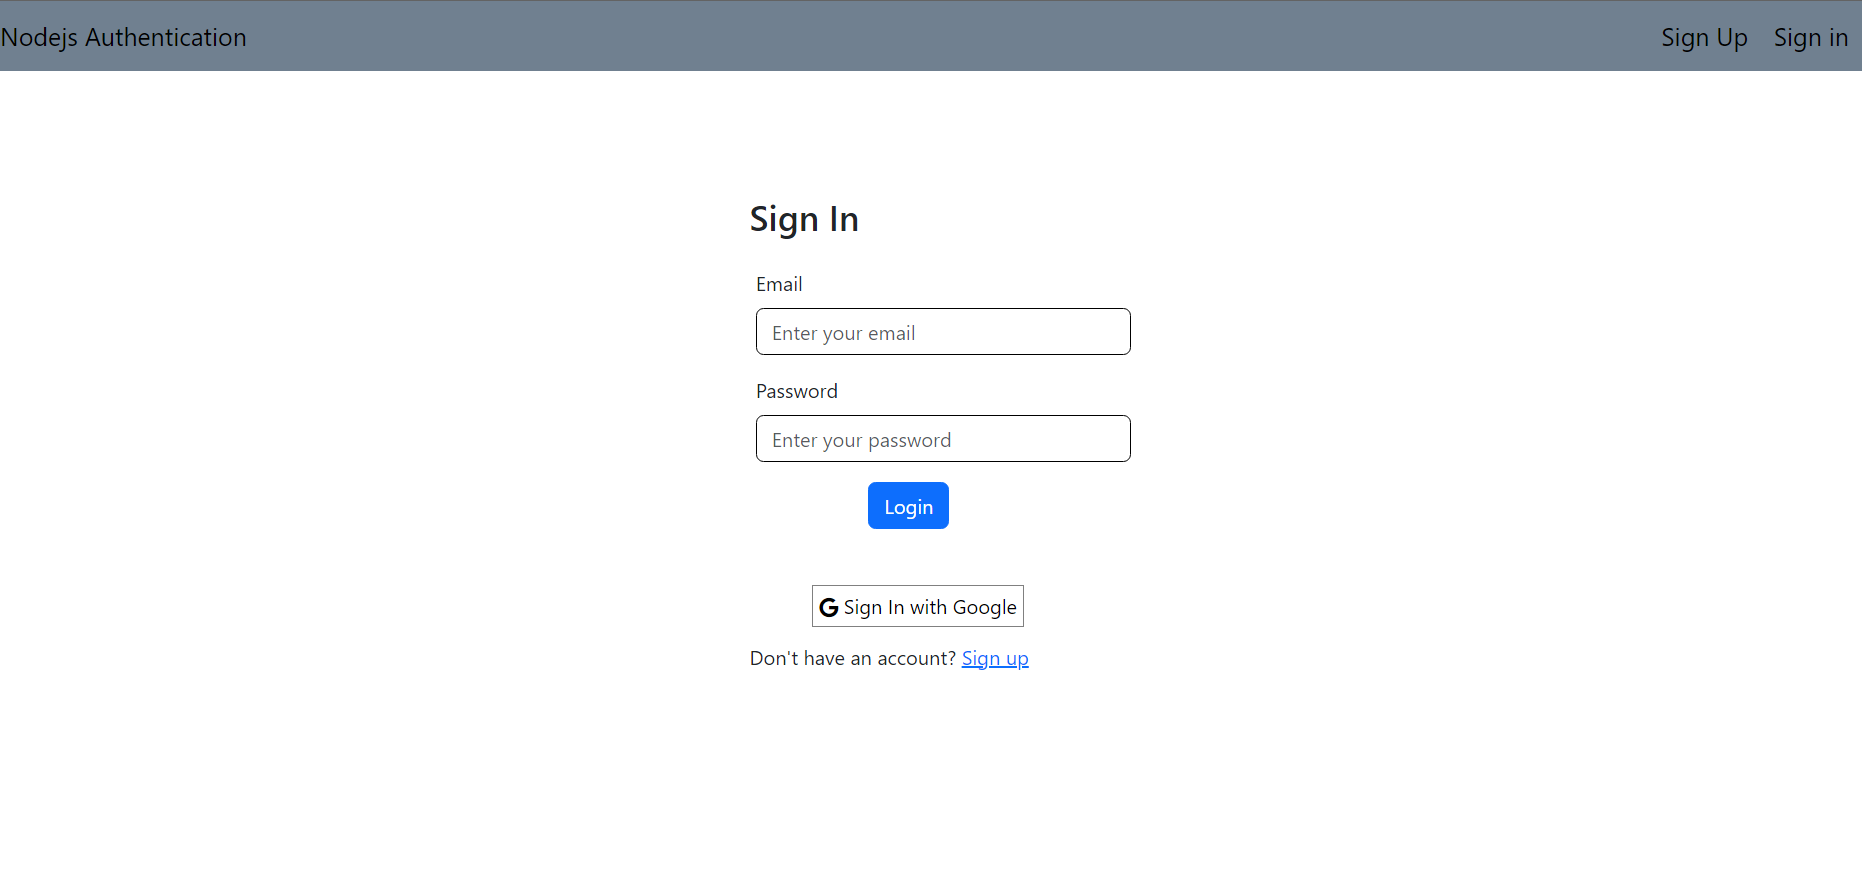 Nodejs Authentication Sign Up Sign in
Sign In
Email
Enter your email
Password
Enter your password
Login
Sign In with Google
Don't have an account? Sign up